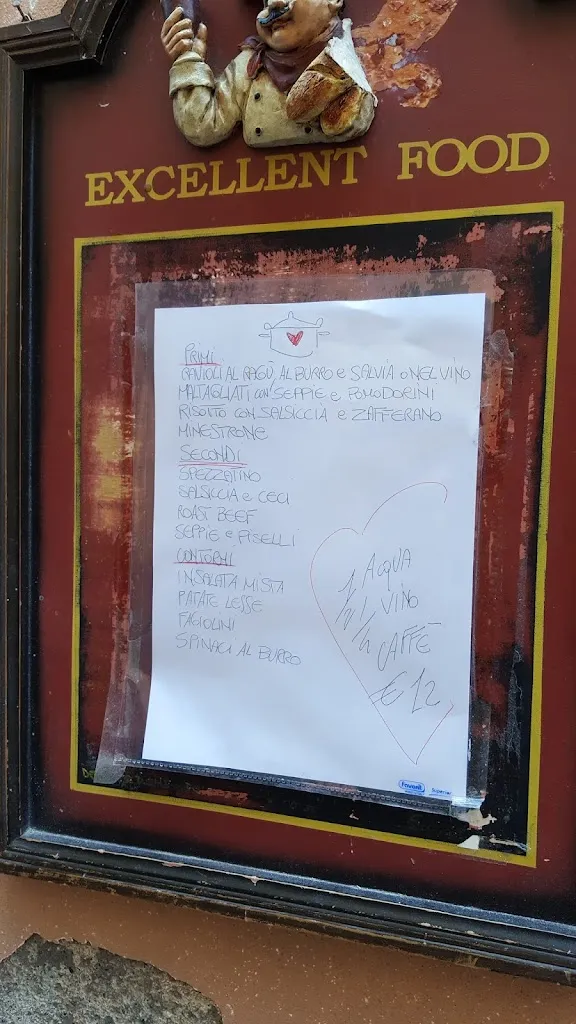 EXCELLENT FOOD
PRIMI
RAVIOLI AL RAGÙ, AL BURRO e SALVIA o NEL VINO
MALTAGLIATI CON SEPPIE e POMODORINI
RISOTTO CON SALSICCIA e ZAFFERANO
MINESTRONE
SECONDI
SPEZZATINO
SALSICCIA e CECI
ROAST BEEF
SEPPIE e PISELLI
CONTORNI
INSALATA MISTA
PATATE LESSE
FAGIOLINI
SPINACI AL BURRO
1/2 ACQUA
1/4 VINO
CAFFÈ
€ 12
Favorit
Superior